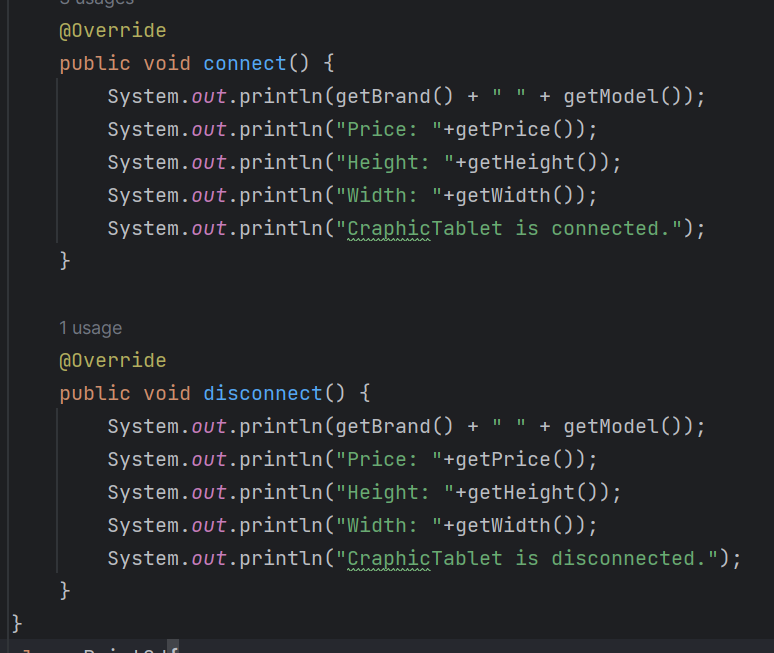 usages
@Override
public void connect() {
System.out.println(getBrand() + " " + getModel());
System.out.println("Price: "+getPrice());
System.out.println("Height: "+getHeight());
System.out.println("Width: "+getWidth());
System.out.println("CraphicTablet is connected.");
}
1 usage
@Override
public void disconnect() {
System.out.println(getBrand() + " " + getModel());
System.out.println("Price: "+getPrice());
System.out.println("Height: "+getHeight());
System.out.println("Width: "+getWidth());
System.out.println("CraphicTablet is disconnected.");
}
}